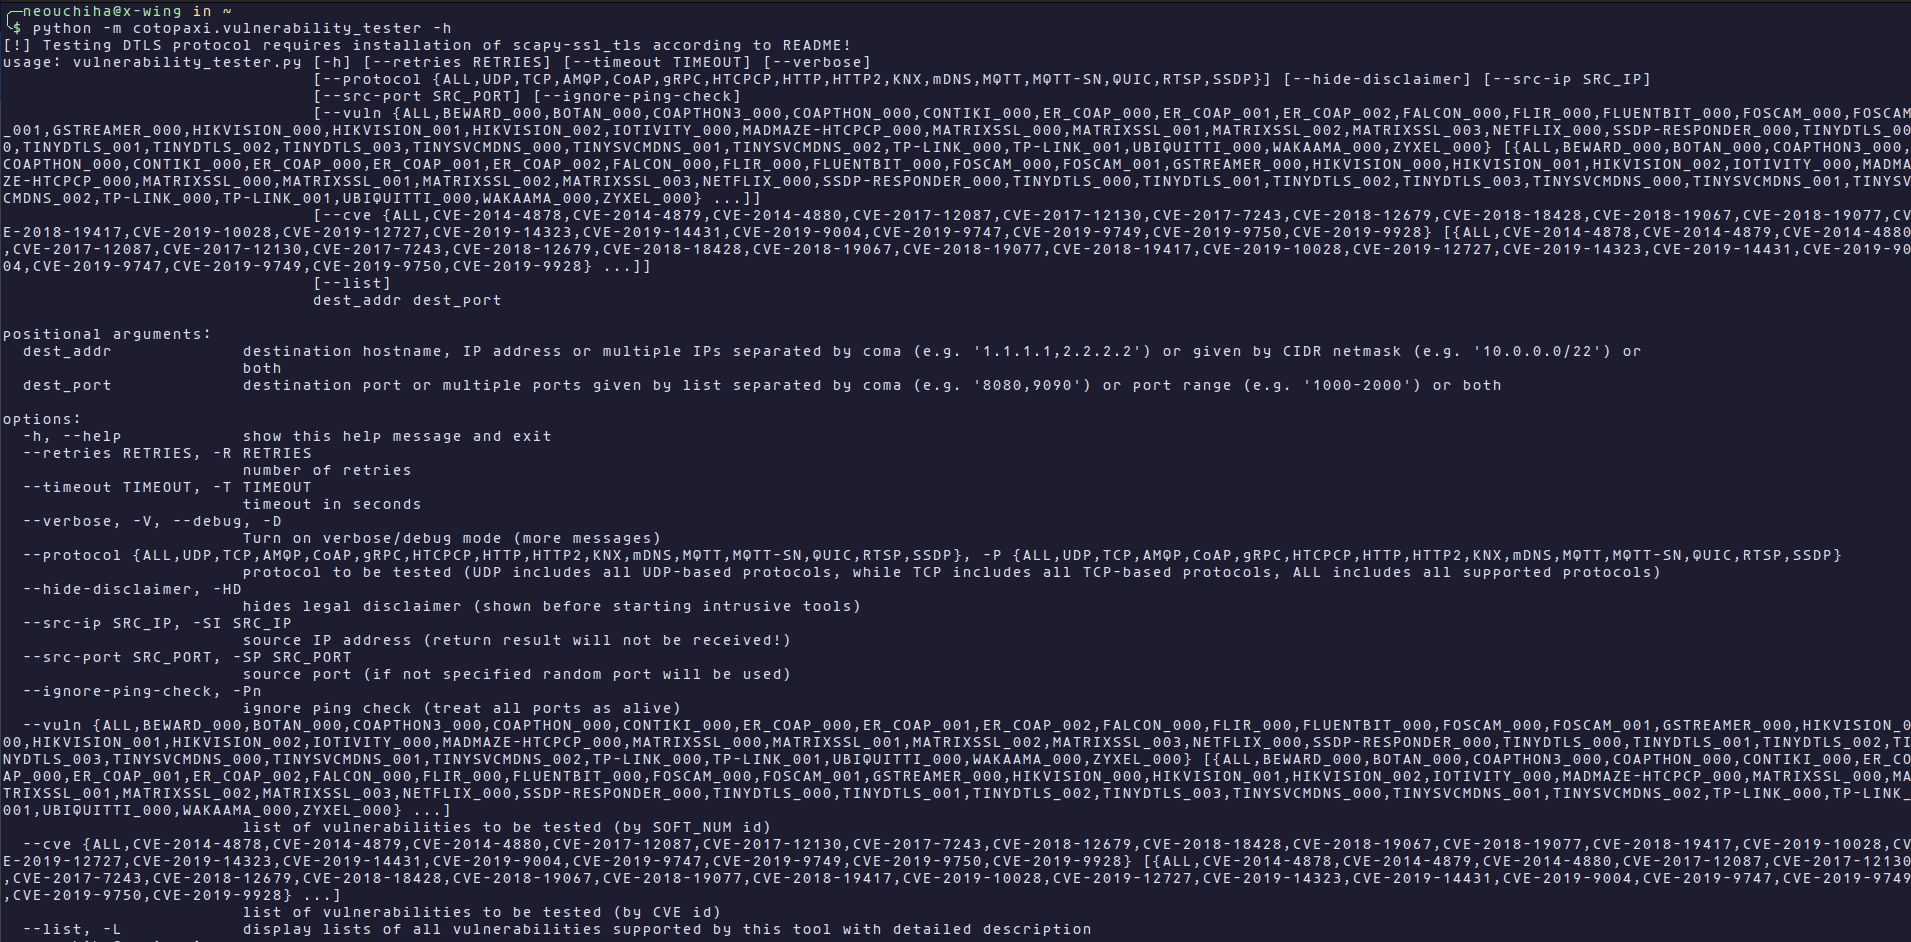 neouchiha@x-wing in ~
$ python -m cotopaxi.vulnerability_tester -h
[!] Testing DTLS protocol requires installation of scapy-ssl_tls according to README!
usage: vulnerability_tester.py [-h] [--retries RETRIES] [--timeout TIMEOUT] [--verbose]
[--protocol {ALL,UDP,TCP,AMQP,CoAP,gRPC,HTCPCP,HTTP,HTTP2,KNX,mDNS,MQTT,MQTT-SN,QUIC,RTSP,SSDP}] [--hide-disclaimer] [--src-ip SRC_IP]
[--src-port SRC_PORT] [--ignore-ping-check]
[--vuln {ALL,BEWARD_000,BOTAN_000,COAPTHON3_000,COAPTHON_000,CONTIKI_000,ER_COAP_000,ER_COAP_001,ER_COAP_002,FALCON_000,FLIR_000,FLUENTBIT_000,FOSCAM_000,FOSCAM
_001,GSTREAMER_000,HIKVISION_000,HIKVISION_001,HIKVISION_002,IOTIVITY_000,MADMAZE-HTCPCP_000,MATRIXSSL_000,MATRIXSSL_001,MATRIXSSL_002,MATRIXSSL_003,NETFLIX_000,SSDP-RESPONDER_000,TINYDTLS_00
0,TINYDTLS_001,TINYDTLS_002,TINYDTLS_003,TINYSVCMDNS_000,TINYSVCMDNS_001,TINYSVCMDNS_002,TP-LINK_000,TP-LINK_001,UBIQUITTI_000,WAKAAMA_000,ZYXEL_000} [{ALL,BEWARD_000,BOTAN_000,COAPTHON3_000,
COAPTHON_000,CONTIKI_000,ER_COAP_000,ER_COAP_001,ER_COAP_002,FALCON_000,FLIR_000,FLUENTBIT_000,FOSCAM_000,FOSCAM_001,GSTREAMER_000,HIKVISION_000,HIKVISION_001,HIKVISION_002,IOTIVITY_000,MADMA
ZE-HTCPCP_000,MATRIXSSL_000,MATRIXSSL_001,MATRIXSSL_002,MATRIXSSL_003,NETFLIX_000,SSDP-RESPONDER_000,TINYDTLS_000,TINYDTLS_001,TINYDTLS_002,TINYDTLS_003,TINYSVCMDNS_000,TINYSVCMDNS_001,TINYSV
CMDNS_002,TP-LINK_000,TP-LINK_001,UBIQUITTI_000,WAKAAMA_000,ZYXEL_000} ...]]
[--cve {ALL,CVE-2014-4878,CVE-2014-4879,CVE-2014-4880,CVE-2017-12087,CVE-2017-12130,CVE-2017-7243,CVE-2018-12679,CVE-2018-18428,CVE-2018-19067,CVE-2018-19077,CV
E-2018-19417,CVE-2019-10028,CVE-2019-12727,CVE-2019-14323,CVE-2019-14431,CVE-2019-9004,CVE-2019-9747,CVE-2019-9749,CVE-2019-9750,CVE-2019-9928} [{ALL,CVE-2014-4878,CVE-2014-4879,CVE-2014-4880
,CVE-2017-12087,CVE-2017-12130,CVE-2017-7243,CVE-2018-12679,CVE-2018-18428,CVE-2018-19067,CVE-2018-19077,CVE-2018-19417,CVE-2019-10028,CVE-2019-12727,CVE-2019-14323,CVE-2019-14431,CVE-2019-90
04,CVE-2019-9747,CVE-2019-9749,CVE-2019-9750,CVE-2019-9928} ...]]
[--list]
dest_addr dest_port
positional arguments:
dest_addr destination hostname, IP address or multiple IPs separated by coma (e.g. '1.1.1.1,2.2.2.2') or given by CIDR netmask (e.g. '10.0.0.0/22') or
both
dest_port destination port or multiple ports given by list separated by coma (e.g. '8080,9090') or port range (e.g. '1000-2000') or both
options:
-h, --help show this help message and exit
--retries RETRIES, -R RETRIES
number of retries
--timeout TIMEOUT, -T TIMEOUT
timeout in seconds
--verbose, -V, --debug, -D
Turn on verbose/debug mode (more messages)
--protocol {ALL,UDP,TCP,AMQP,CoAP,gRPC,HTCPCP,HTTP,HTTP2,KNX,mDNS,MQTT,MQTT-SN,QUIC,RTSP,SSDP}, -P {ALL,UDP,TCP,AMQP,CoAP,gRPC,HTCPCP,HTTP,HTTP2,KNX,mDNS,MQTT,MQTT-SN,QUIC,RTSP,SSDP}
protocol to be tested (UDP includes all UDP-based protocols, while TCP includes all TCP-based protocols, ALL includes all supported protocols)
--hide-disclaimer, -HD
hides legal disclaimer (shown before starting intrusive tools)
--src-ip SRC_IP, -SI SRC_IP
source IP address (return result will not be received!)
--src-port SRC_PORT, -SP SRC_PORT
source port (if not specified random port will be used)
--ignore-ping-check, -Pn
ignore ping check (treat all ports as alive)
--vuln {ALL,BEWARD_000,BOTAN_000,COAPTHON3_000,COAPTHON_000,CONTIKI_000,ER_COAP_000,ER_COAP_001,ER_COAP_002,FALCON_000,FLIR_000,FLUENTBIT_000,FOSCAM_000,FOSCAM_001,GSTREAMER_000,HIKVISION_0
00,HIKVISION_001,HIKVISION_002,IOTIVITY_000,MADMAZE-HTCPCP_000,MATRIXSSL_000,MATRIXSSL_001,MATRIXSSL_002,MATRIXSSL_003,NETFLIX_000,SSDP-RESPONDER_000,TINYDTLS_000,TINYDTLS_001,TINYDTLS_002,TI
NYDTLS_003,TINYSVCMDNS_000,TINYSVCMDNS_001,TINYSVCMDNS_002,TP-LINK_000,TP-LINK_001,UBIQUITTI_000,WAKAAMA_000,ZYXEL_000} [{ALL,BEWARD_000,BOTAN_000,COAPTHON3_000,COAPTHON_000,CONTIKI_000,ER_CO
AP_000,ER_COAP_001,ER_COAP_002,FALCON_000,FLIR_000,FLUENTBIT_000,FOSCAM_000,FOSCAM_001,GSTREAMER_000,HIKVISION_000,HIKVISION_001,HIKVISION_002,IOTIVITY_000,MADMAZE-HTCPCP_000,MATRIXSSL_000,MA
TRIXSSL_001,MATRIXSSL_002,MATRIXSSL_003,NETFLIX_000,SSDP-RESPONDER_000,TINYDTLS_000,TINYDTLS_001,TINYDTLS_002,TINYDTLS_003,TINYSVCMDNS_000,TINYSVCMDNS_001,TINYSVCMDNS_002,TP-LINK_000,TP-LINK_
001,UBIQUITTI_000,WAKAAMA_000,ZYXEL_000} ...]
list of vulnerabilities to be tested (by SOFT_NUM id)
--cve {ALL,CVE-2014-4878,CVE-2014-4879,CVE-2014-4880,CVE-2017-12087,CVE-2017-12130,CVE-2017-7243,CVE-2018-12679,CVE-2018-18428,CVE-2018-19067,CVE-2018-19077,CVE-2018-19417,CVE-2019-10028,CV
E-2019-12727,CVE-2019-14323,CVE-2019-14431,CVE-2019-9004,CVE-2019-9747,CVE-2019-9749,CVE-2019-9750,CVE-2019-9928} [{ALL,CVE-2014-4878,CVE-2014-4879,CVE-2014-4880,CVE-2017-12087,CVE-2017-12130
,CVE-2017-7243,CVE-2018-12679,CVE-2018-18428,CVE-2018-19067,CVE-2018-19077,CVE-2018-19417,CVE-2019-10028,CVE-2019-12727,CVE-2019-14323,CVE-2019-14431,CVE-2019-9004,CVE-2019-9747,CVE-2019-9749
,CVE-2019-9750,CVE-2019-9928} ...]
list of vulnerabilities to be tested (by CVE id)
--list, -L display lists of all vulnerabilities supported by this tool with detailed description